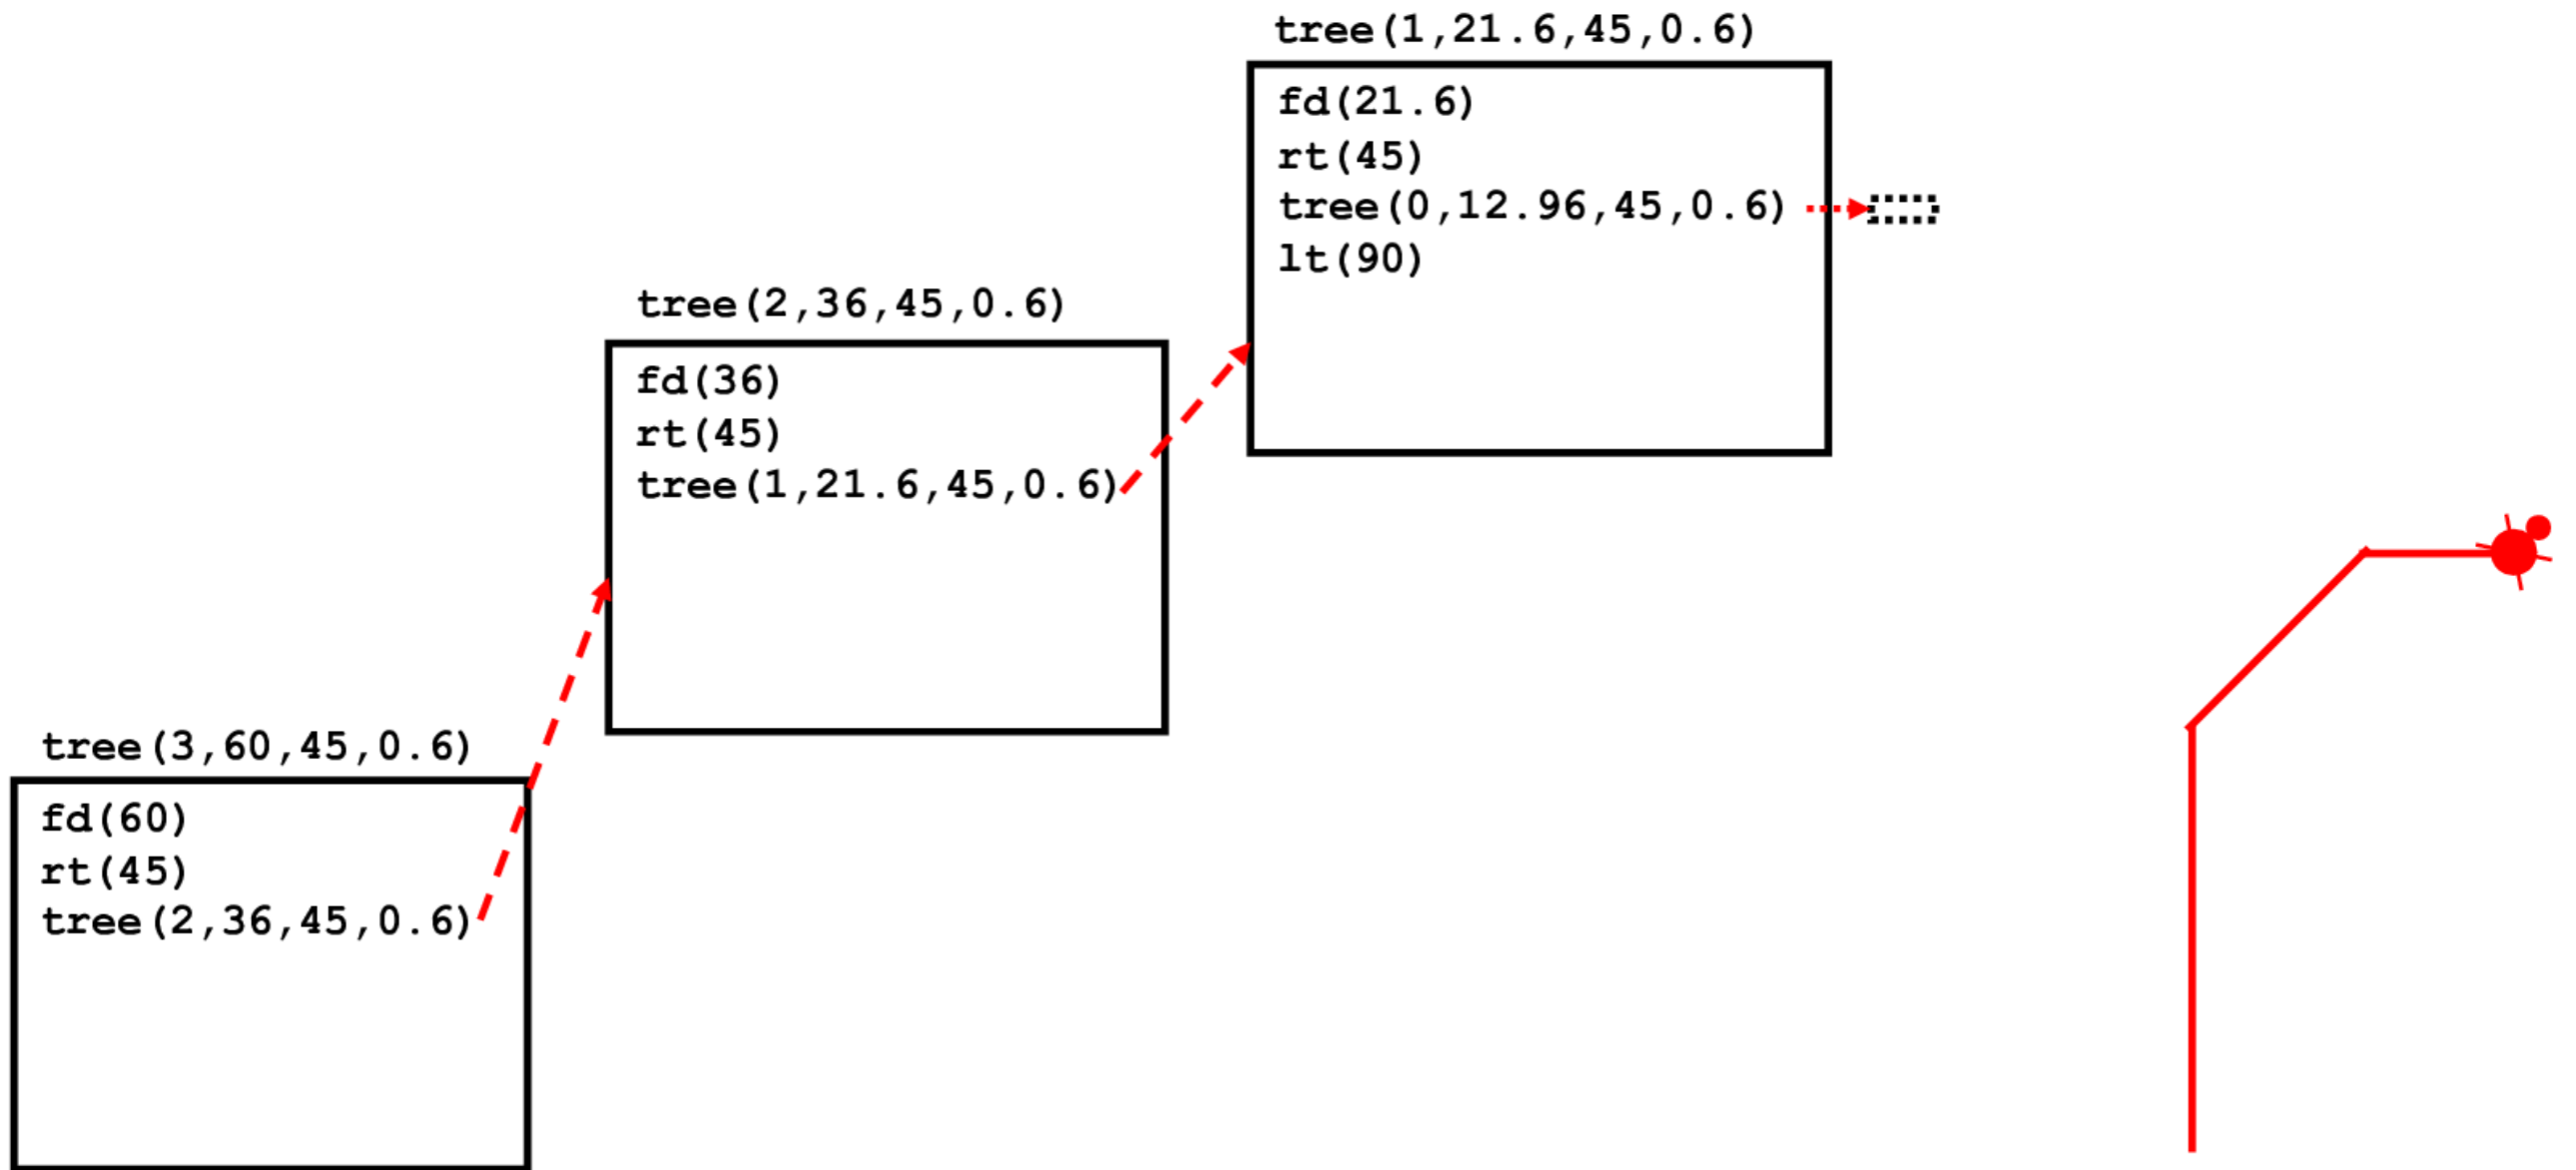 tree(1,21.6,45,0.6)
fd(21.6)
rt(45)
tree(0,12.96,45,0.6)
lt(90)
tree(2,36,45,0.6)
fd(36)
rt(45)
tree(1,21.6,45,0.6)
tree(3,60,45,0.6)
fd(60)
rt(45)
tree(2,36,45,0.6)